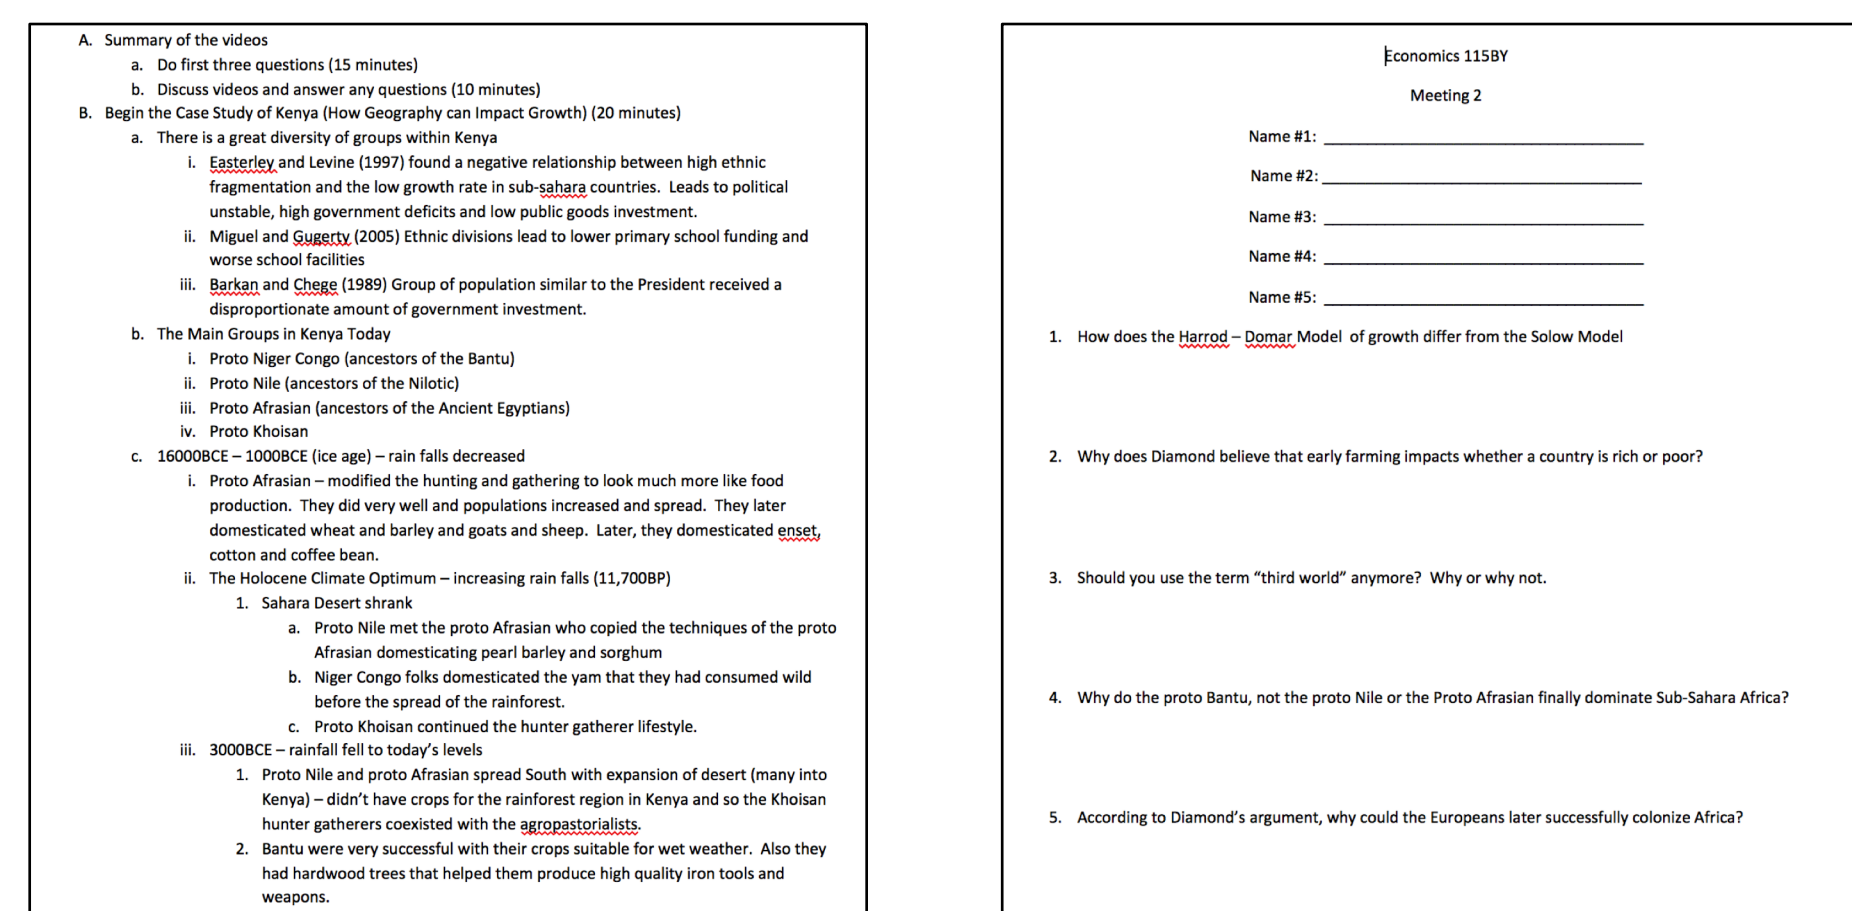 A. Summary of the videos
a. Do first three questions (15 minutes)
b. Discuss videos and answer any questions (10 minutes)
B. Begin the Case Study of Kenya (How Geography can Impact Growth) (20 minutes)
a. There is a great diversity of groups within Kenya
i. Easterley and Levine (1997) found a negative relationship between high ethnic
fragmentation and the low growth rate in sub-sahara countries. Leads to political
unstable, high government deficits and low public goods investment.
ii. Miguel and Gugerty (2005) Ethnic divisions lead to lower primary school funding and
worse school facilities
iii. Barkan and Chege (1989) Group of population similar to the President received a
disproportionate amount of government investment.
b. The Main Groups in Kenya Today
i. Proto Niger Congo (ancestors of the Bantu)
ii. Proto Nile (ancestors of the Nilotic)
iii. Proto Afrasian (ancestors of the Ancient Egyptians)
iv. Proto Khoisan
c. 16000BCE – 1000BCE (ice age) – rain falls decreased
i. Proto Afrasian – modified the hunting and gathering to look much more like food
production. They did very well and populations increased and spread. They later
domesticated wheat and barley and goats and sheep. Later, they domesticated enset,
cotton and coffee bean.
ii. The Holocene Climate Optimum – increasing rain falls (11,700BP)
1. Sahara Desert shrank
a. Proto Nile met the proto Afrasian who copied the techniques of the proto
Afrasian domesticating pearl barley and sorghum
b. Niger Congo folks domesticated the yam that they had consumed wild
before the spread of the rainforest.
c. Proto Khoisan continued the hunter gatherer lifestyle.
iii. 3000BCE – rainfall fell to today's levels
1. Proto Nile and proto Afrasian spread South with expansion of desert (many into
Kenya) – didn't have crops for the rainforest region in Kenya and so the Khoisan
hunter gatherers coexisted with the agropastorialists.
2. Bantu were very successful with their crops suitable for wet weather. Also they
had hardwood trees that helped them produce high quality iron tools and
weapons.
Economics 115BY
Meeting 2
Name #1:
Name #2:
Name #3:
Name #4:
Name #5:
1. How does the Harrod – Domar Model of growth differ from the Solow Model
2. Why does Diamond believe that early farming impacts whether a country is rich or poor?
3. Should you use the term "third world" anymore? Why or why not.
4. Why do the proto Bantu, not the proto Nile or the Proto Afrasian finally dominate Sub-Sahara Africa?
5. According to Diamond's argument, why could the Europeans later successfully colonize Africa?